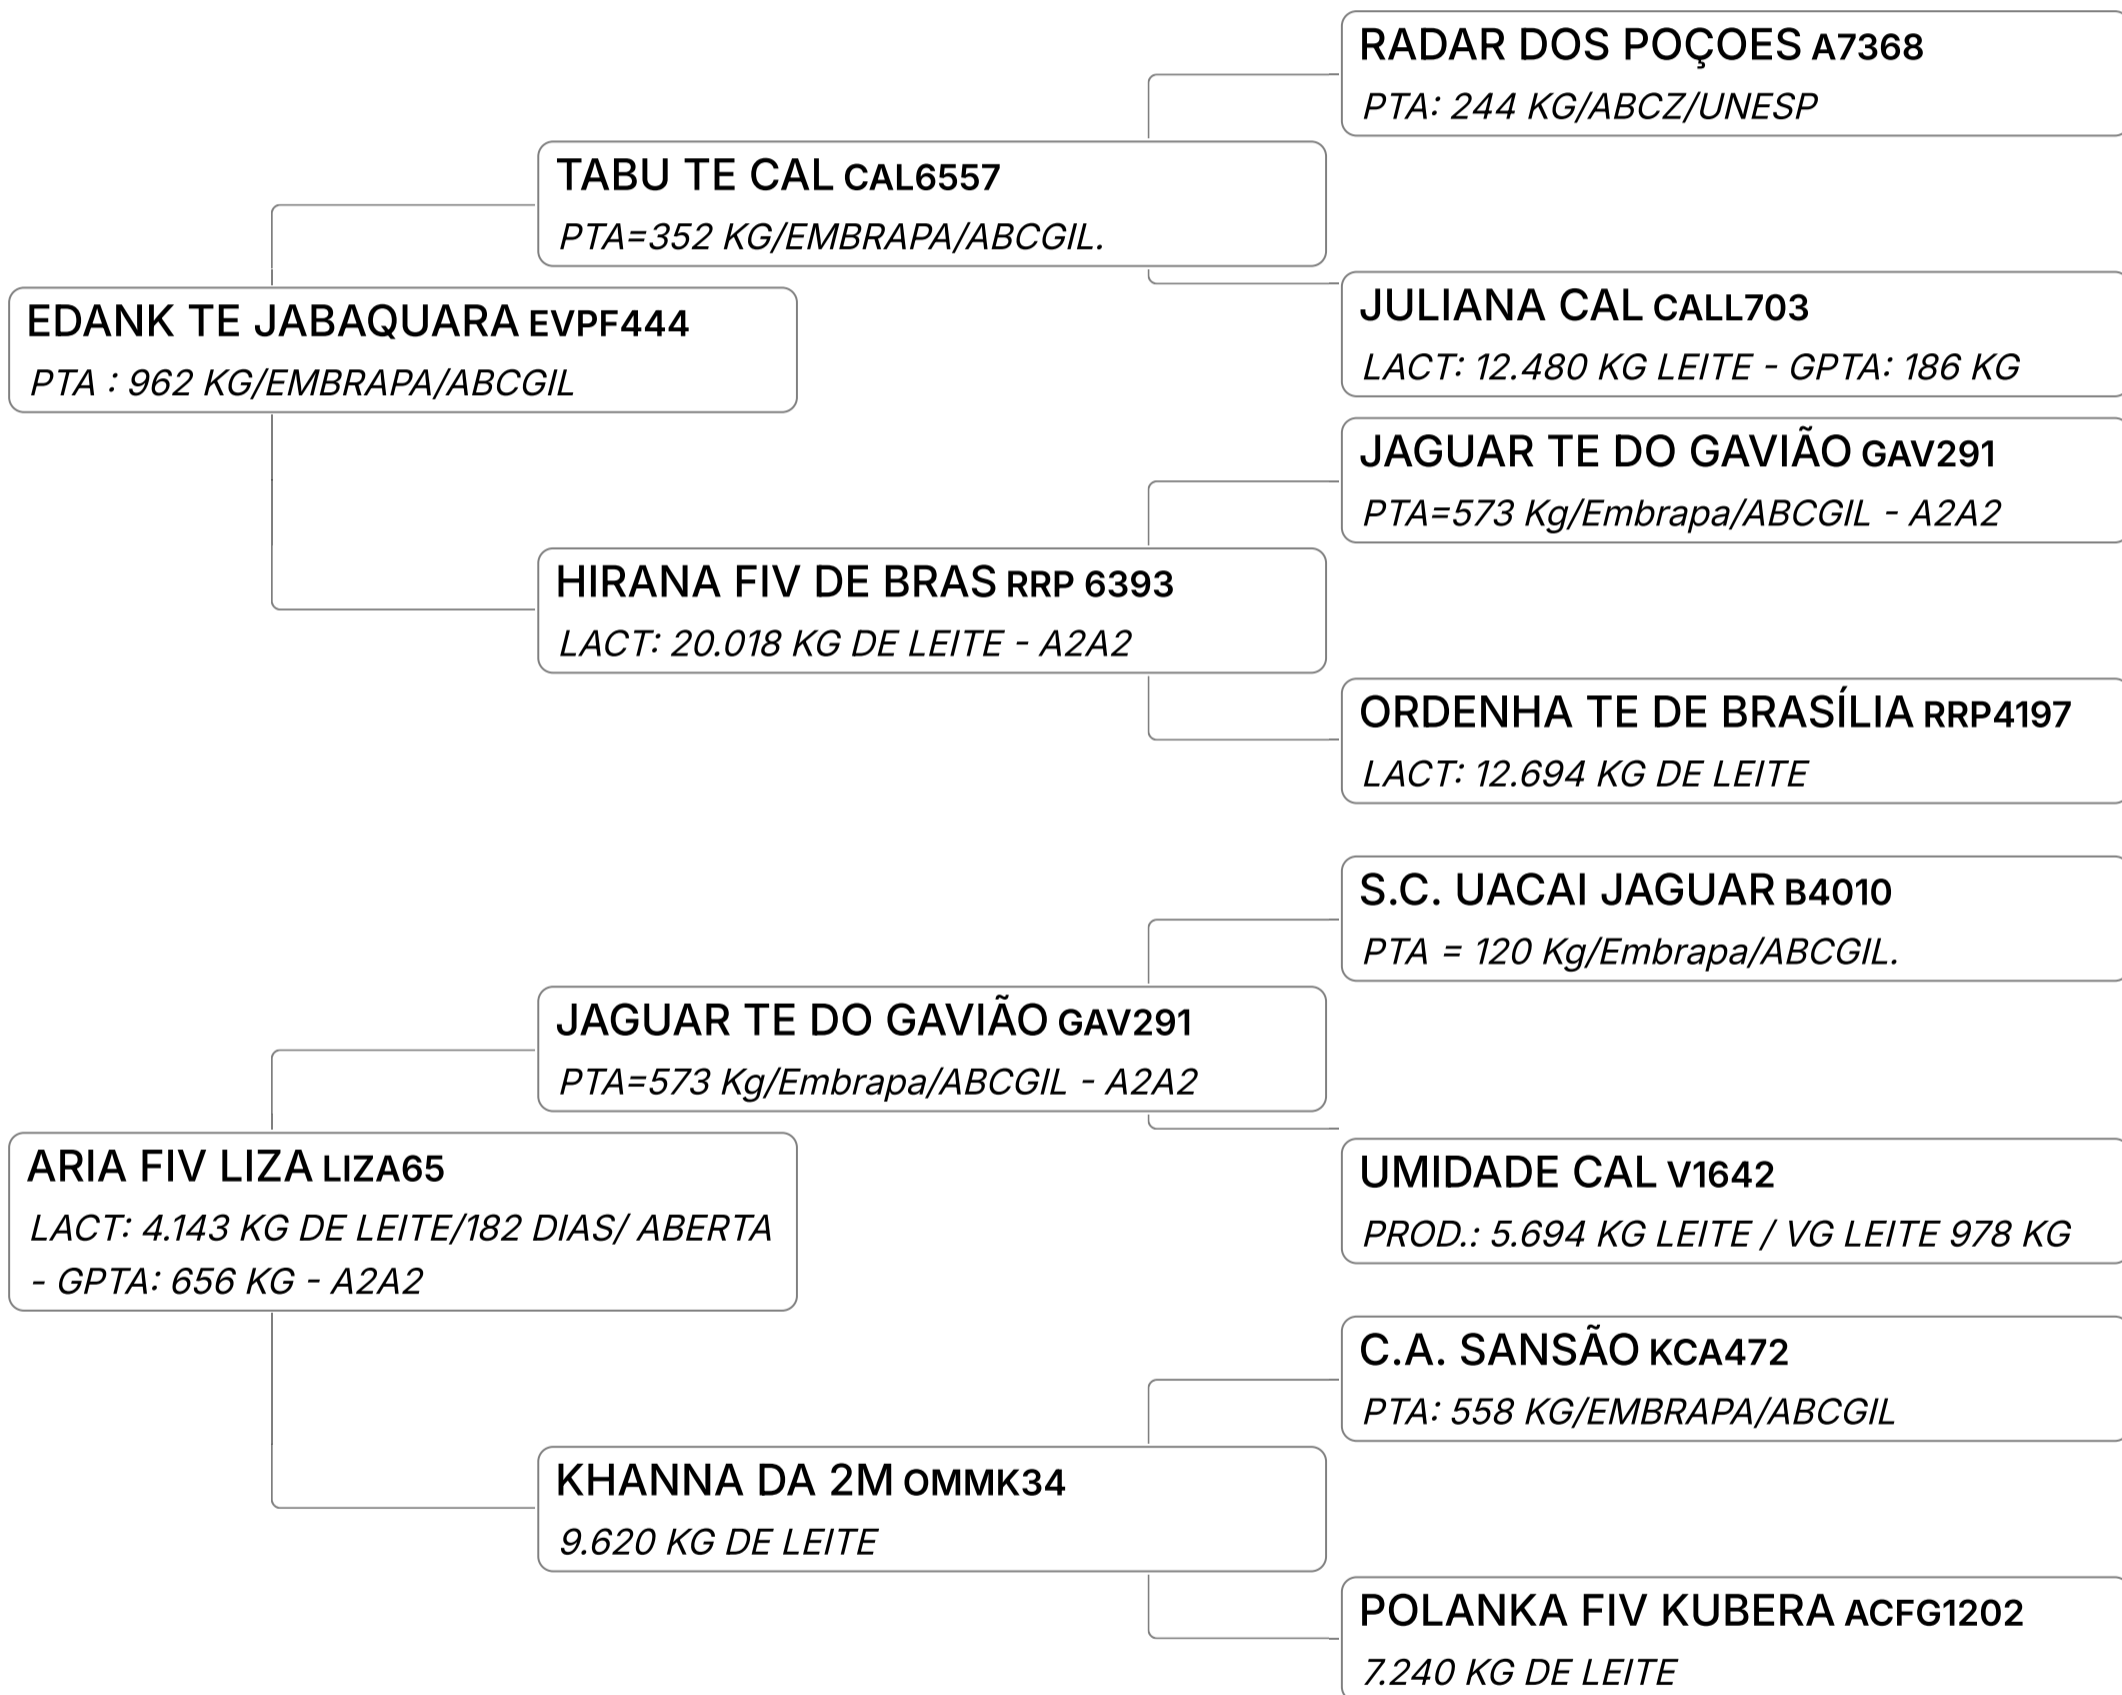 RADAR DOS POÇOES A7368
PTA: 244 KG/ABCZ/UNESP
TABU TE CAL CAL6557
PTA=352 KG/EMBRAPA/ABCGIL.
JULIANA CAL CALL703
LACT: 12.480 KG LEITE - GPTA: 186 KG
EDANK TE JABAQUARA EVPF444
PTA : 962 KG/EMBRAPA/ABCGIL
JAGUAR TE DO GAVIÃO GAV291
PTA=573 Kg/Embrapa/ABCGIL - A2A2
HIRANA FIV DE BRAS RRP 6393
LACT: 20.018 KG DE LEITE - A2A2
ORDENHA TE DE BRASÍLIA RRP4197
LACT: 12.694 KG DE LEITE
S.C. UACAI JAGUAR B4010
PTA = 120 Kg/Embrapa/ABCGIL.
JAGUAR TE DO GAVIÃO GAV291
PTA=573 Kg/Embrapa/ABCGIL - A2A2
UMIDADE CAL V1642
PROD.: 5.694 KG LEITE / VG LEITE 978 KG
ARIA FIV LIZA LIZA65
LACT: 4.143 KG DE LEITE/182 DIAS/ ABERTA
- GPTA: 656 KG - A2A2
C.A. SANSÃO KCA472
PTA: 558 KG/EMBRAPA/ABCGIL
KHANNA DA 2M OMMK34
9.620 KG DE LEITE
POLANKA FIV KUBERA ACFG1202
7.240 KG DE LEITE